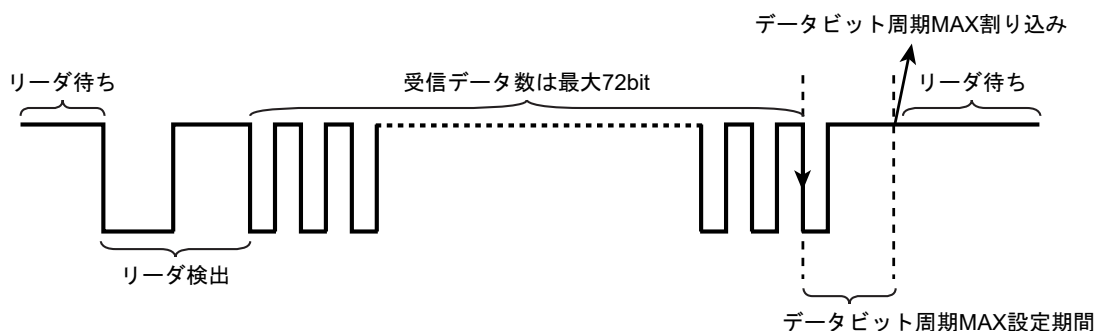 データビット周期MAX割り込み
リーダ待ち
受信データ数は最大72bit
リーダ待ち
リーダ検出
データビット周期MAX設定期間